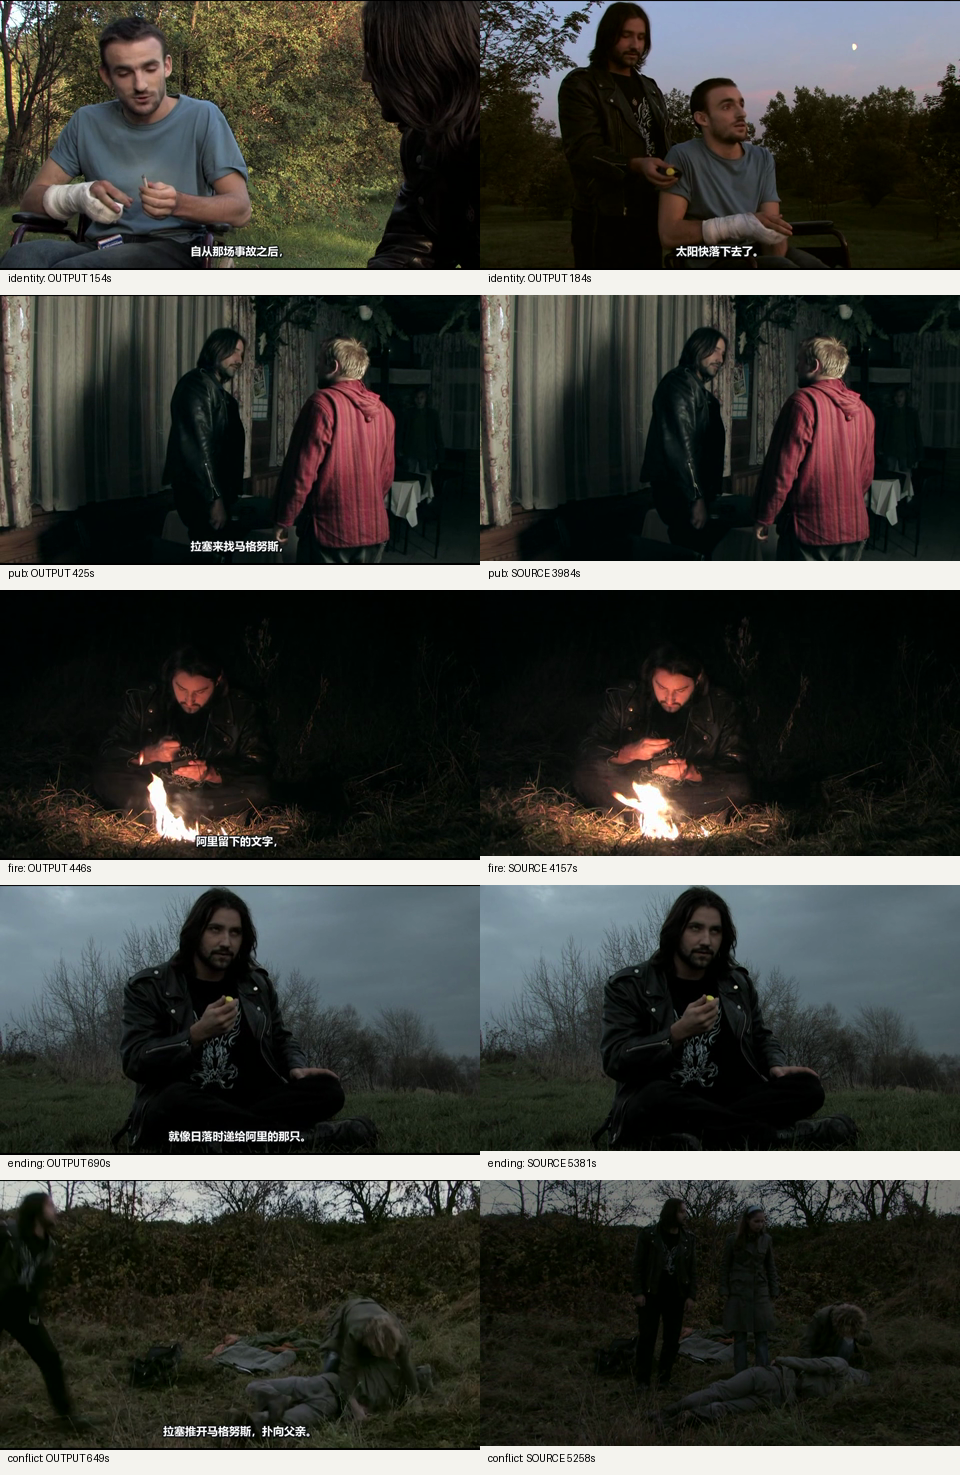 自从那场事故之后,
太阳快落下去了。
identity: OUTPUT 154s
identity: OUTPUT 184s
拉塞来找马格努斯,
pub: OUTPUT 425s
pub: SOURCE 3984s
阿里留下的文字,
fire: OUTPUT 446s
fire: SOURCE 4157s
就像日落时递给阿里的那只。
ending: OUTPUT 690s
ending: SOURCE 5381s
拉塞推开马格努斯，扑向父亲。
conflict: OUTPUT 649s
conflict: SOURCE 5258s